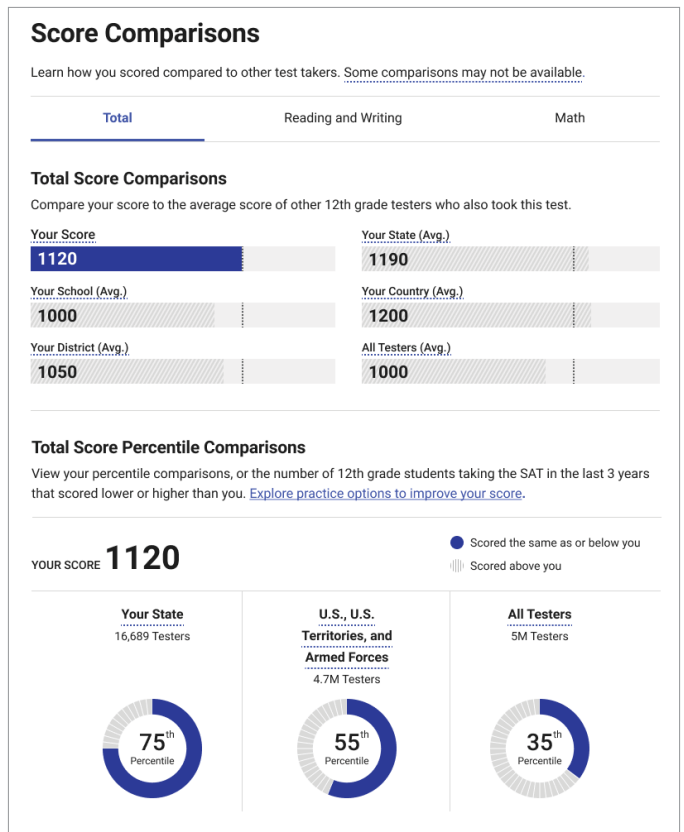 Score Comparisons
Learn how you scored compared to other test takers. Some comparisons may not be available.
Total
Reading and Writing
Math
Total Score Comparisons
Compare your score to the average score of other 12th grade testers who also took this test.
Your Score
1120
Your State (Avg.)
1190
Your School (Avg.)
1000
Your Country (Avg.)
1200
Your District (Avg.)
1050
All Testers (Avg.)
1000
Total Score Percentile Comparisons
View your percentile comparisons, or the number of 12th grade students taking the SAT in the last 3 years
that scored lower or higher than you. Explore practice options to improve your score.
YOUR SCORE 1120
Scored the same as or below you
Scored above you
Your State
16,689 Testers
75th
Percentile
U.S., U.S.
Territories, and
Armed Forces
4.7M Testers
55th
Percentile
All Testers
5M Testers
35th
Percentile